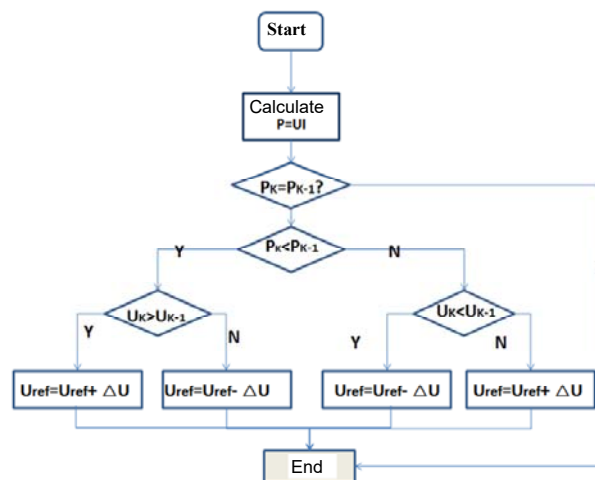 Start
Calculate
P=UI
PK=PK-1?
PK<PK-1
Y
N
UK>UK-1
UK<UK-1
Y
N
Y
N
Uref=Uref+ △U
Uref=Uref- △U
Uref=Uref- △U
Uref=Uref+ △U
End